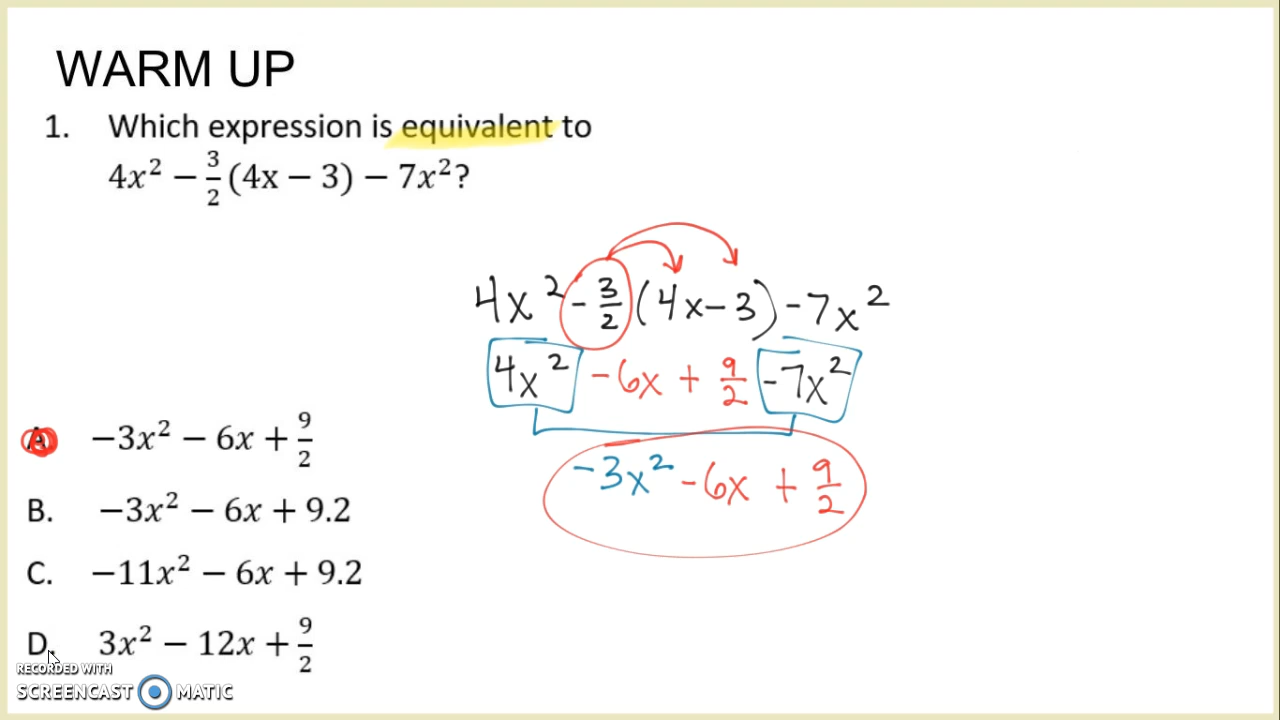 WARM UP
1. Which expression is equivalent to
4x² − 3/2 (4x − 3) − 7x²?
4x² - 3/2 (4x - 3) - 7x²
4x² - 6x + 9/2 - 7x²
-3x² - 6x + 9/2
A. −3x² − 6x + 9/2
B. −3x² − 6x + 9.2
C. −11x² − 6x + 9.2
D. 3x² − 12x + 9/2
RECORDED WITH
SCREENCAST MATIC